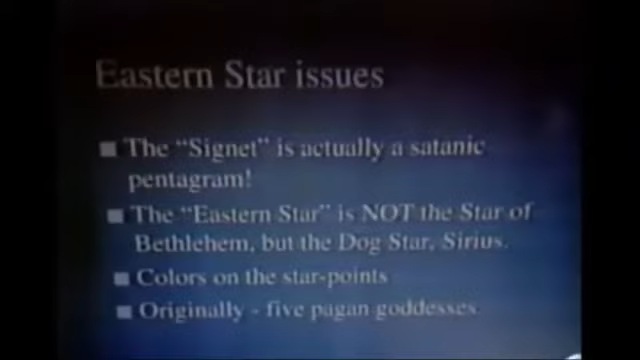 Eastern Star issues
■ The "Signet" is actually a satanic
pentagram!
■ The "Eastern Star" is NOT the Star of
Bethlehem, but the Dog Star, Sirius.
■ Colors on the star-points
■ Originally - five pagan goddesses